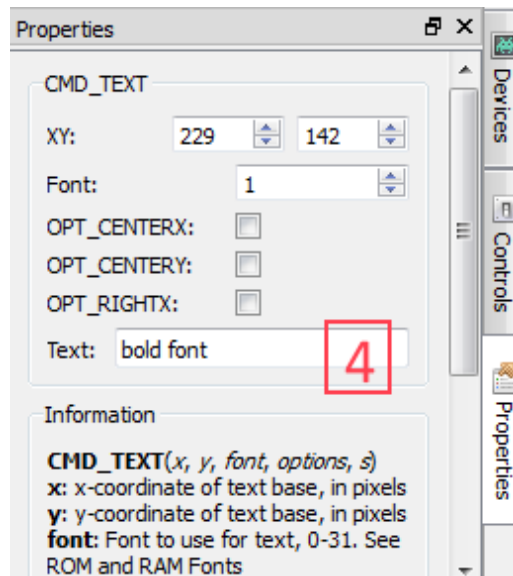 Properties
CMD_TEXT
XY: 229 142
Font: 1
OPT_CENTERX:
OPT_CENTERY:
OPT_RIGHTX:
Text: bold font
4
Information
CMD_TEXT(x, y, font, options, s)
x: x-coordinate of text base, in pixels
y: y-coordinate of text base, in pixels
font: Font to use for text, 0-31. See
ROM and RAM Fonts
Devices
Controls
Properties